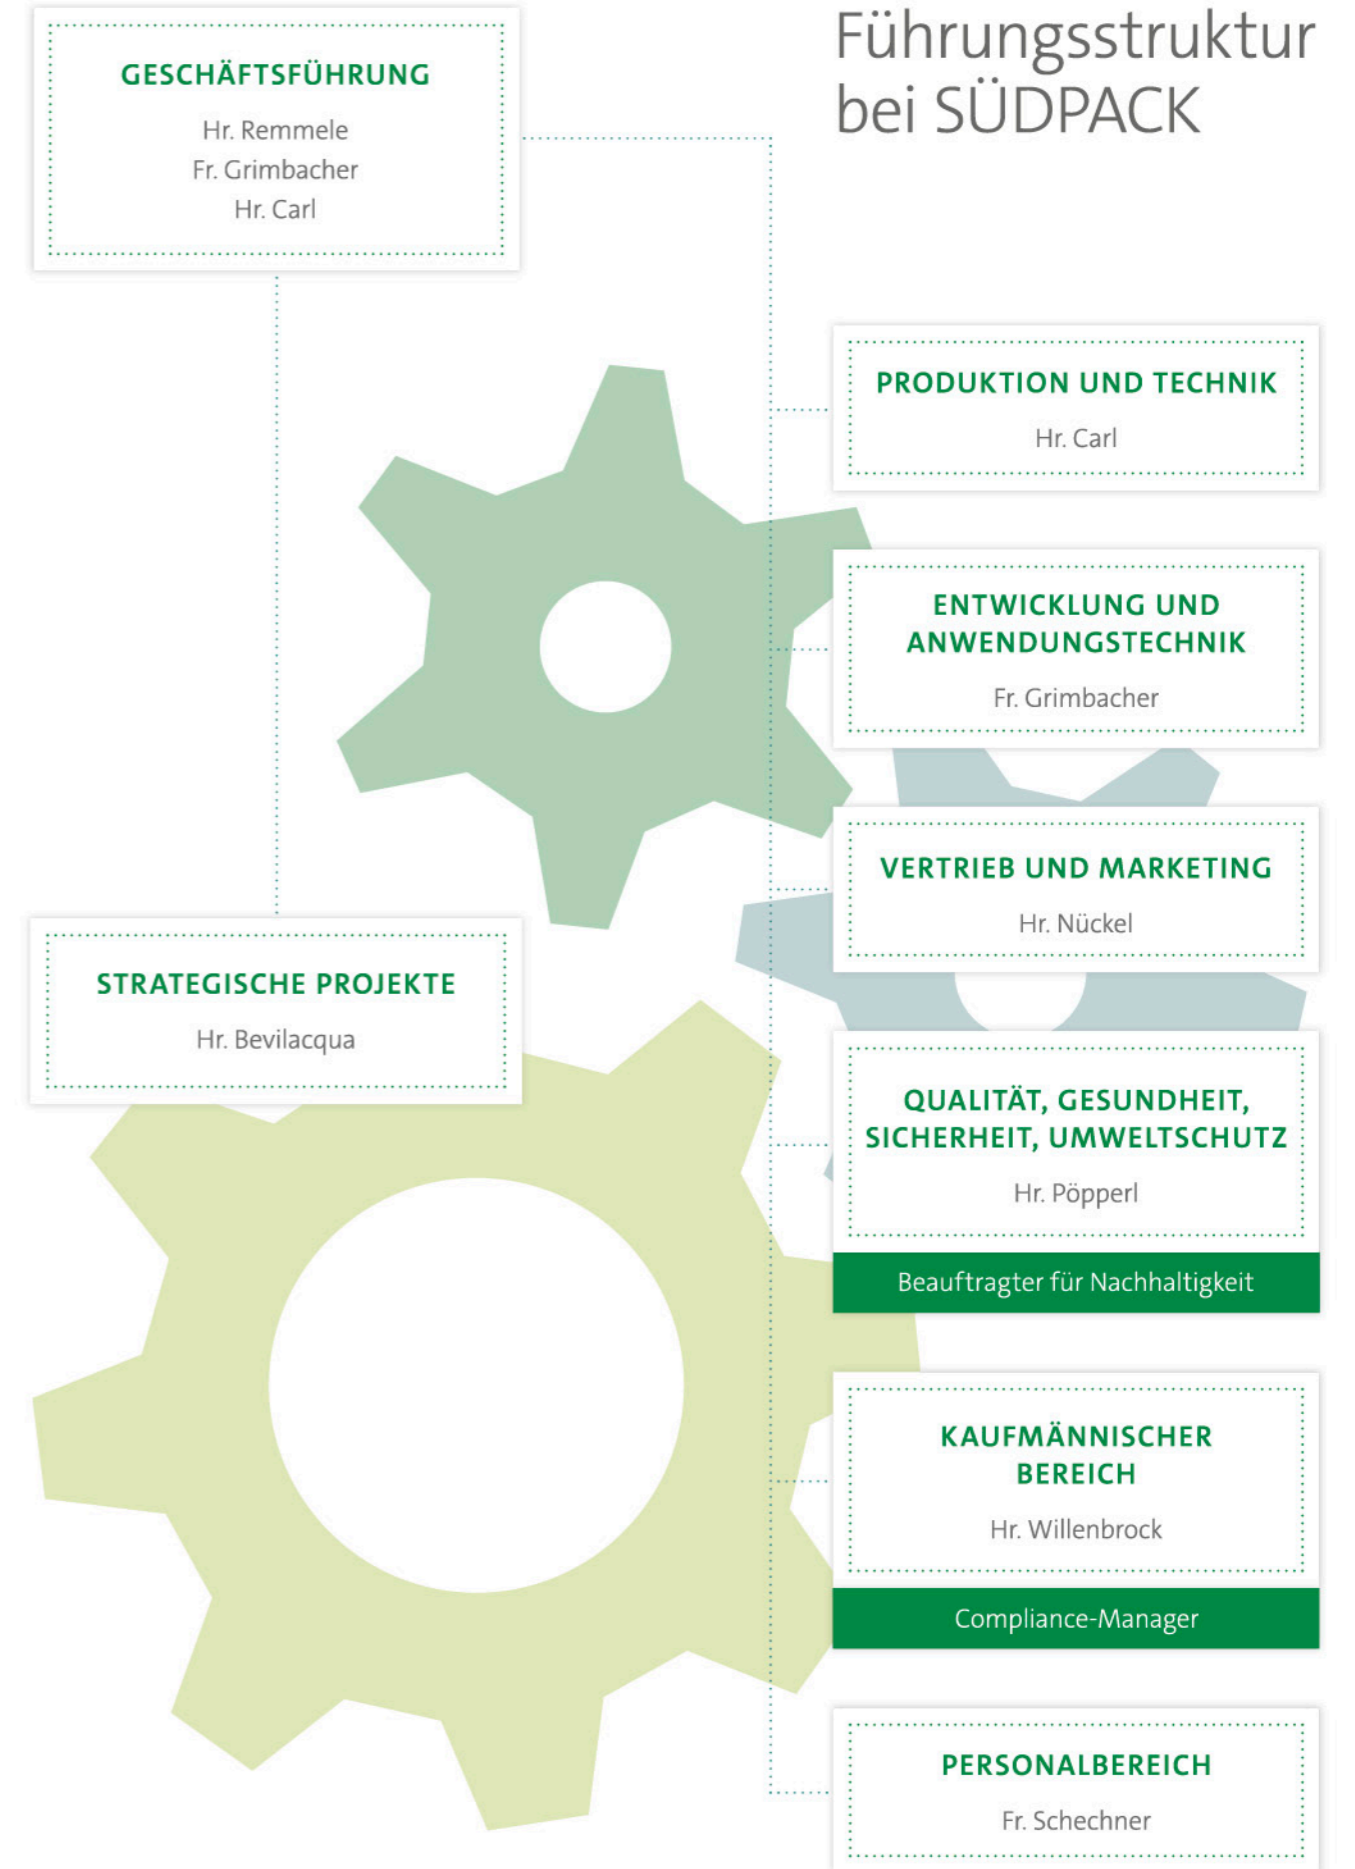 Führungsstruktur
bei SÜDPACK
GESCHÄFTSFÜHRUNG
Hr. Remmele
Fr. Grimbacher
Hr. Carl
STRATEGISCHE PROJEKTE
Hr. Bevilacqua
PRODUKTION UND TECHNIK
Hr. Carl
ENTWICKLUNG UND
ANWENDUNGSTECHNIK
Fr. Grimbacher
VERTRIEB UND MARKETING
Hr. Nückel
QUALITÄT, GESUNDHEIT,
SICHERHEIT, UMWELTSCHUTZ
Hr. Pöpperl
Beauftragter für Nachhaltigkeit
KAUFMÄNNISCHER
BEREICH
Hr. Willenbrock
Compliance-Manager
PERSONALBEREICH
Fr. Schechner